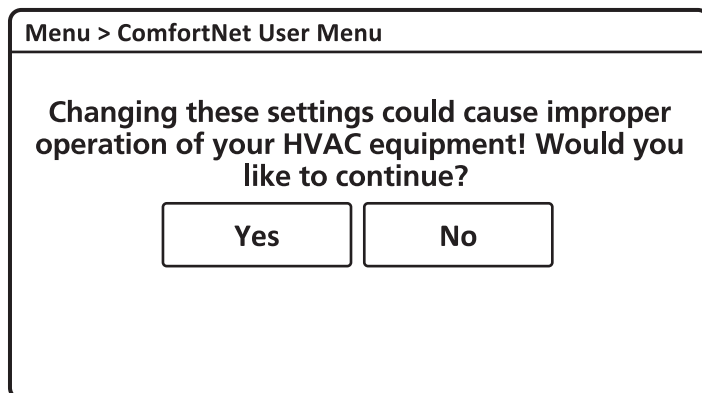 Menu > ComfortNet User Menu
Changing these settings could cause improper
operation of your HVAC equipment! Would you
like to continue?
Yes No